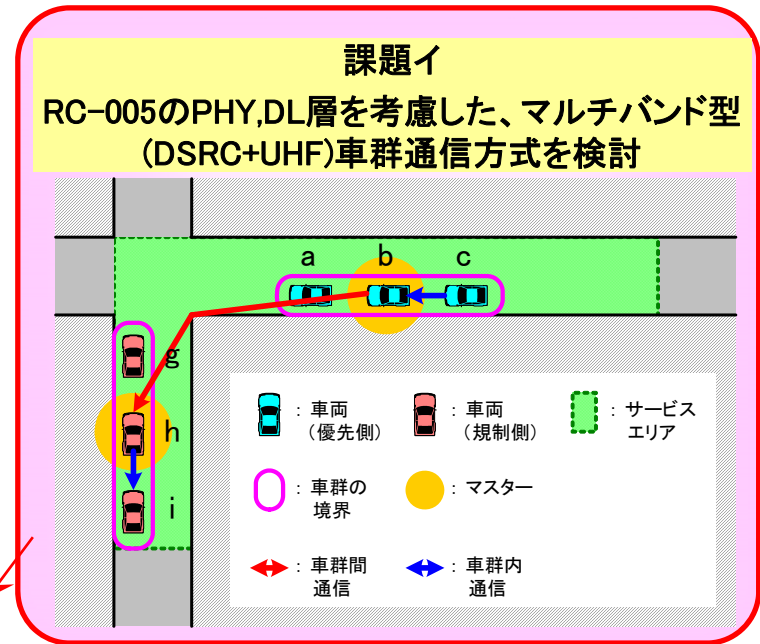 課題イ
RC-005のPHY,DL層を考慮した、マルチバンド型
(DSRC+UHF)車群通信方式を検討
a
b
c
g
h
i
：車両
(優先側)
：車両
(規制側)
：サービス
エリア
：車群の
境界
：マスター
：車群間
通信
：車群内
通信